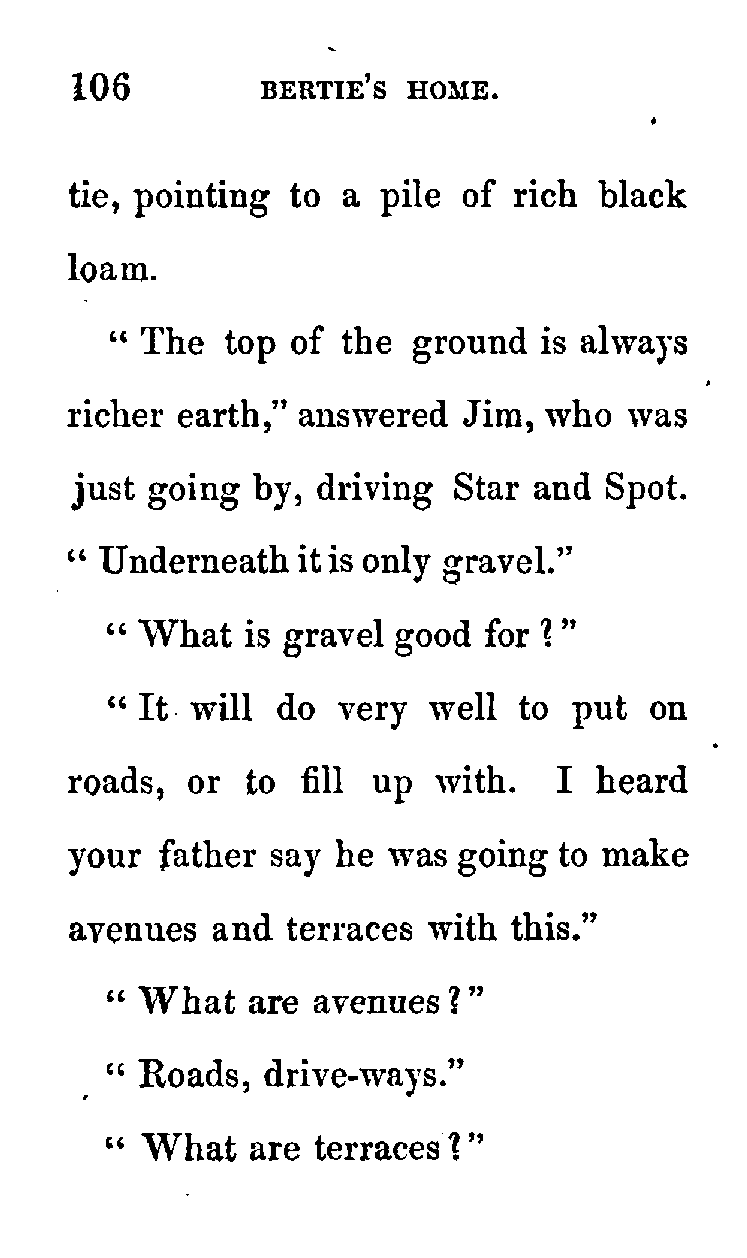 106 BERTIE'S HOME.
tie, pointing to a pile of rich black
loam.
" The top of the ground is always
richer earth," answered Jim, who was
just going by, driving Star and Spot.
" Underneath it is only gravel."
" What is gravel good for ? "
" It will do very well to put on
roads, or to fill up with. I heard
your father say he was going to make
avenues and terraces with this."
" What are avenues ? "
" Roads, drive-ways."
" What are terraces ? "